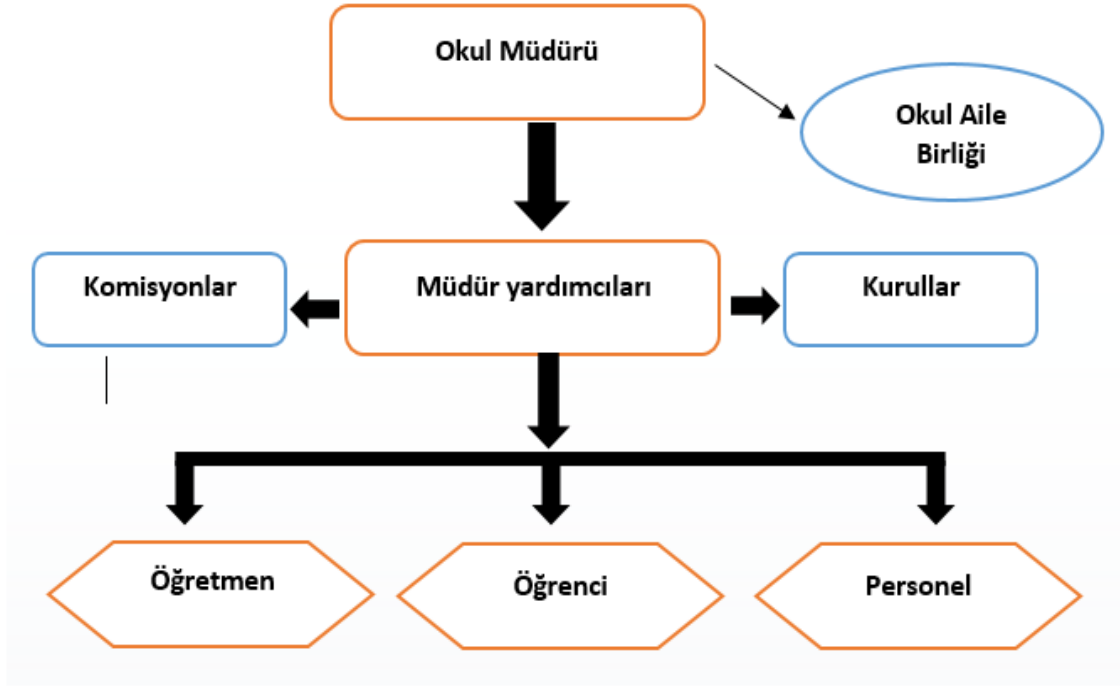 Okul Müdürü
Okul Aile
Birliği
Komisyonlar
Müdür yardımcıları
Kurullar
Öğretmen
Öğrenci
Personel